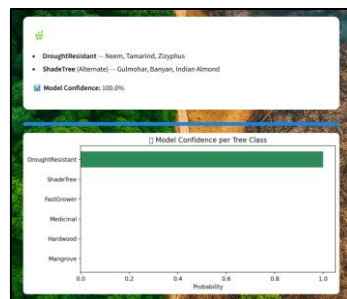 DroughtResistant — Neem, Tamarind, Zizyphus
ShadeTree (Alternate) — Gulmohar, Banyan, Indian Almond
Model Confidence: 100.0%
Model Confidence per Tree Class
DroughtResistant
ShadeTree
FastGrower
Medicinal
Hardwood
Mangrove
0.0 0.2 0.4 0.6 0.8 1.0
Probability